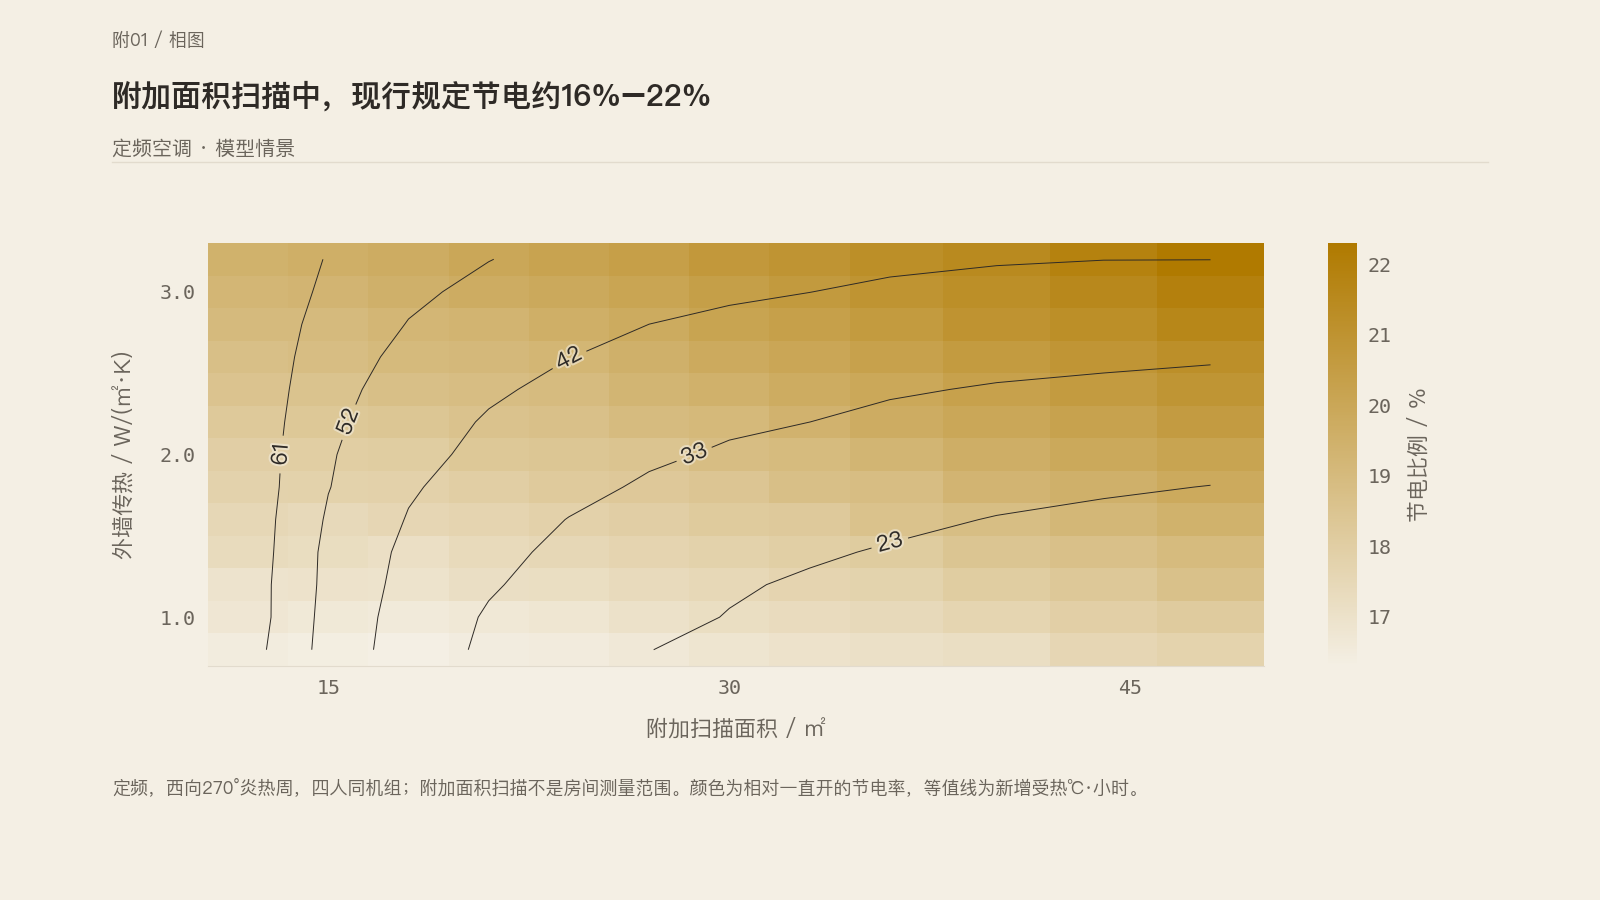 附01 / 相图
附加面积扫描中，现行规定节电约16%—22%
定频空调 · 模型情景
3.0
2.0
1.0
外墙传热 / W/(㎡·K)
61
52
42
33
23
15
30
45
附加扫描面积 / ㎡
22
21
20
19
18
17
节电比例 / %
定频，西向270°炎热周，四人同机组；附加面积扫描不是房间测量范围。颜色为相对一直开的节电率，等值线为新增受热℃·小时。